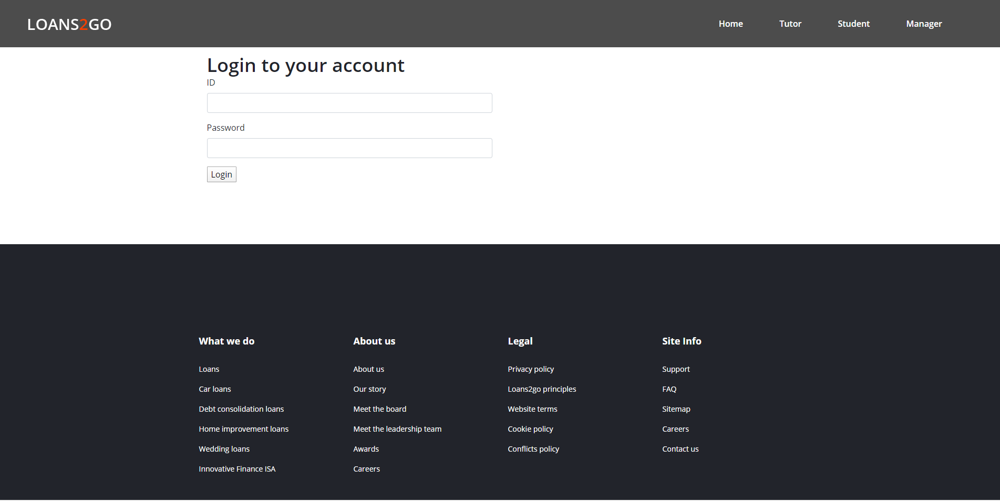 LOANS2GO
Home Tutor Student Manager
Login to your account
ID
Password
Login
What we do
Loans
Car loans
Debt consolidation loans
Home improvement loans
Wedding loans
Innovative Finance ISA
About us
About us
Our story
Meet the board
Meet the leadership team
Awards
Careers
Legal
Privacy policy
Loans2go principles
Website terms
Cookie policy
Conflicts policy
Site Info
Support
FAQ
Sitemap
Careers
Contact us